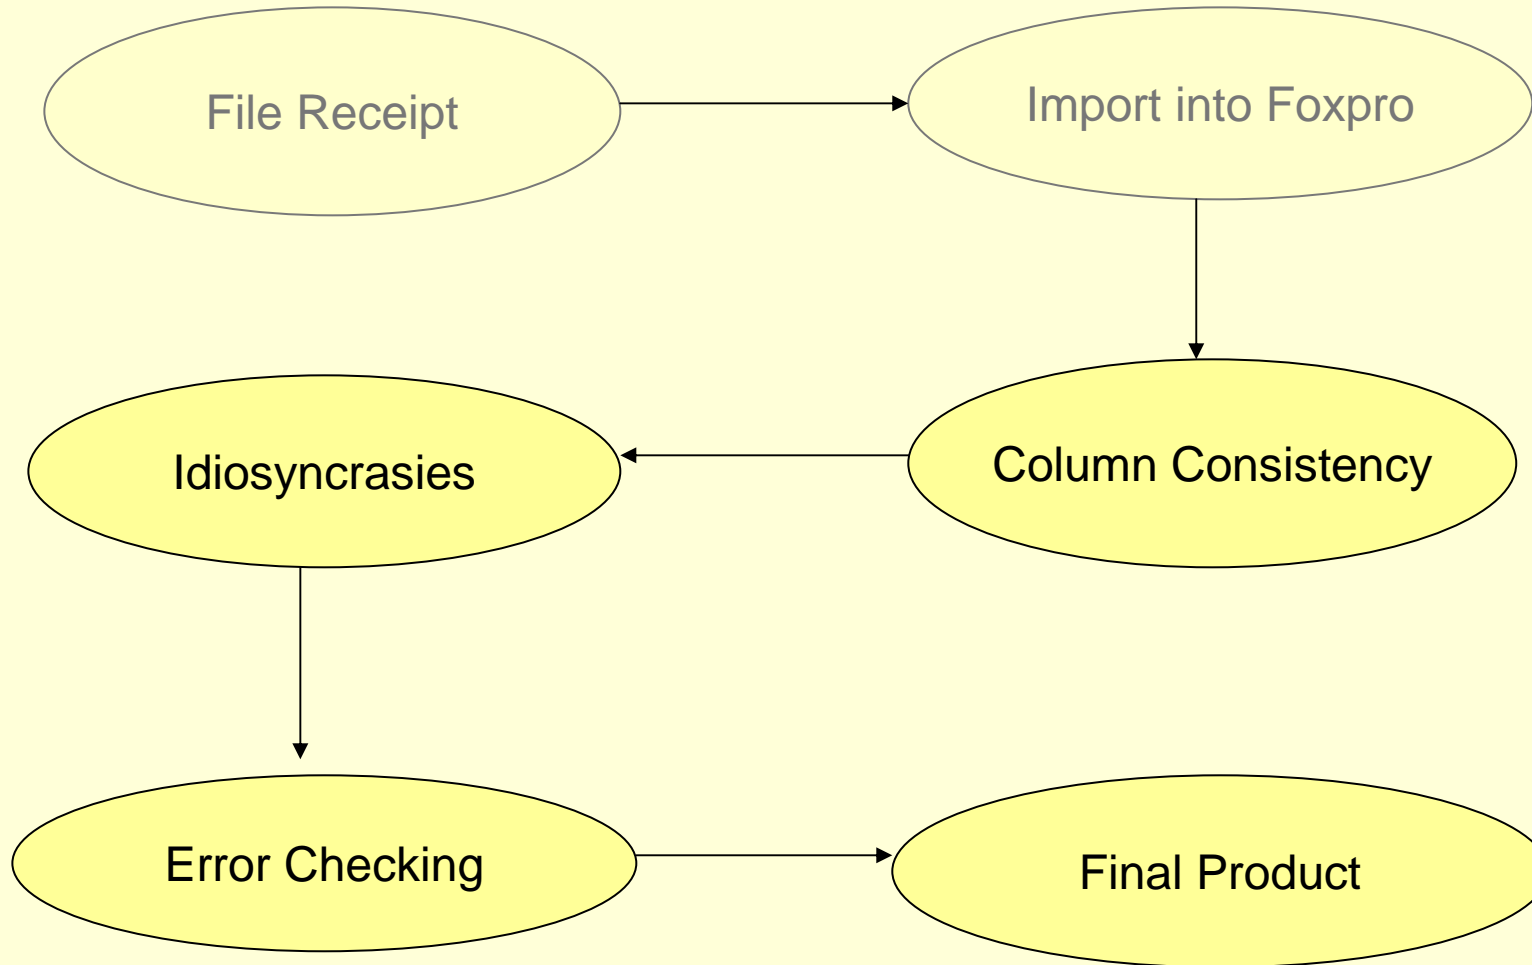 File Receipt
Import into Foxpro
Column Consistency
Idiosyncrasies
Error Checking
Final Product